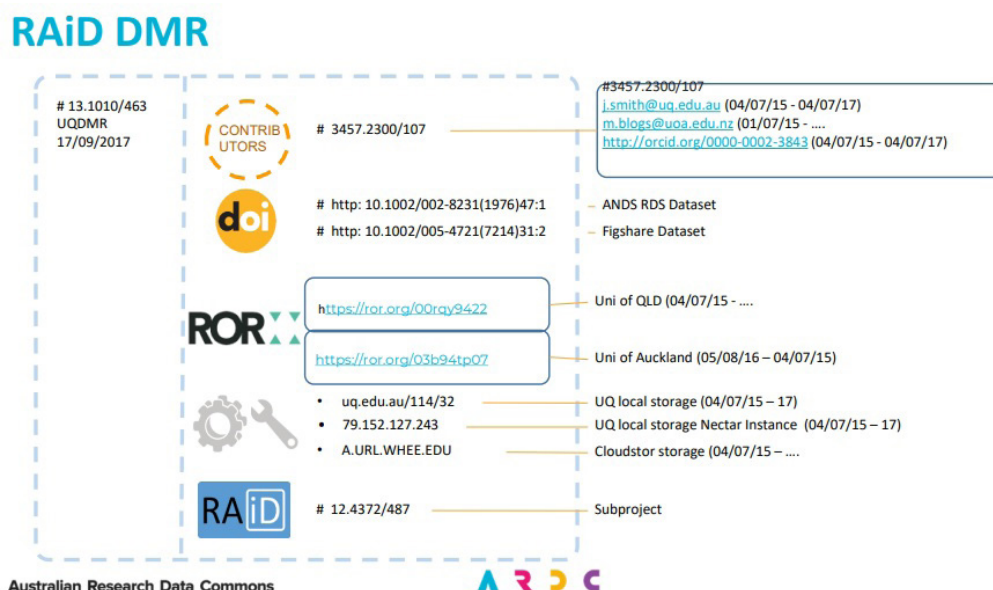 RAiD DMR
# 13.1010/463
UQDMR
17/09/2017
CONTRIB
UTORS
# 3457.2300/107
#3457.2300/107
j.smith@uq.edu.au (04/07/15 - 04/07/17)
m.blogs@uoa.edu.nz (01/07/15 - ....
http://orcid.org/0000-0002-3843 (04/07/15 - 04/07/17)
doi
# http: 10.1002/002-8231(1976)47:1
ANDS RDS Dataset
# http: 10.1002/005-4721(7214)31:2
Figshare Dataset
ROR
https://ror.org/00rqy9422
Uni of QLD (04/07/15 - ....
https://ror.org/03b94tp07
Uni of Auckland (05/08/16 – 04/07/15)
• uq.edu.au/114/32
UQ local storage (04/07/15 – 17)
• 79.152.127.243
UQ local storage Nectar Instance (04/07/15 – 17)
• A.URL.WHEE.EDU
Cloudstor storage (04/07/15 – ....
RAiD
# 12.4372/487
Subproject
Australian Research Data Commons
ARDC